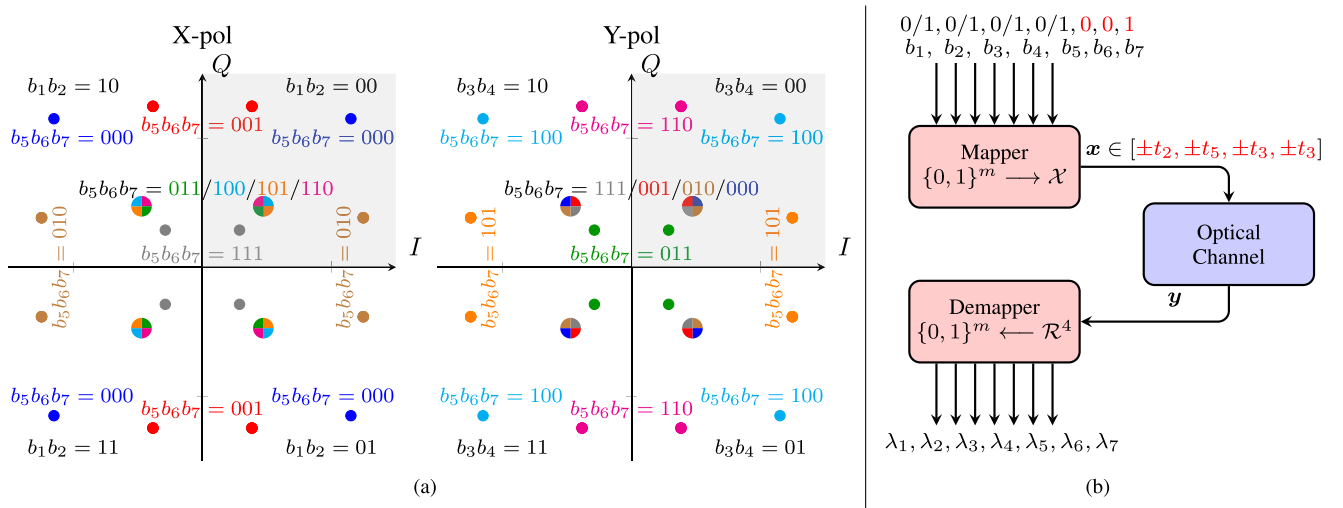 X-pol
Q
b₁b₂ = 10
b₁b₂ = 00
b₅b₆b₇ = 001
b₅b₆b₇ = 000
b₅b₆b₇ = 000
b₅b₆b₇ = 011/100/101/110
b₅b₆b₇ = 010
b₅b₆b₇ = 010
b₅b₆b₇ = 111
I
b₅b₆b₇ = 000
b₅b₆b₇ = 000
b₅b₆b₇ = 001
b₁b₂ = 11
b₁b₂ = 01
Y-pol
Q
b₃b₄ = 10
b₃b₄ = 00
b₅b₆b₇ = 110
b₅b₆b₇ = 100
b₅b₆b₇ = 100
b₅b₆b₇ = 111/001/010/000
b₅b₆b₇ = 101
b₅b₆b₇ = 101
b₅b₆b₇ = 011
I
b₅b₆b₇ = 100
b₅b₆b₇ = 100
b₅b₆b₇ = 110
b₃b₄ = 11
b₃b₄ = 01
(a)
0/1, 0/1, 0/1, 0/1, 0, 0, 1
b₁, b₂, b₃, b₄, b₅, b₆, b₇
Mapper
{0, 1}ᵐ ⟶ 𝒳
𝒙 ∈ [±t₂, ±t₅, ±t₃, ±t₃]
Optical
Channel
𝒚
Demapper
{0, 1}ᵐ ⟵ ℛ⁴
λ₁, λ₂, λ₃, λ₄, λ₅, λ₆, λ₇
(b)